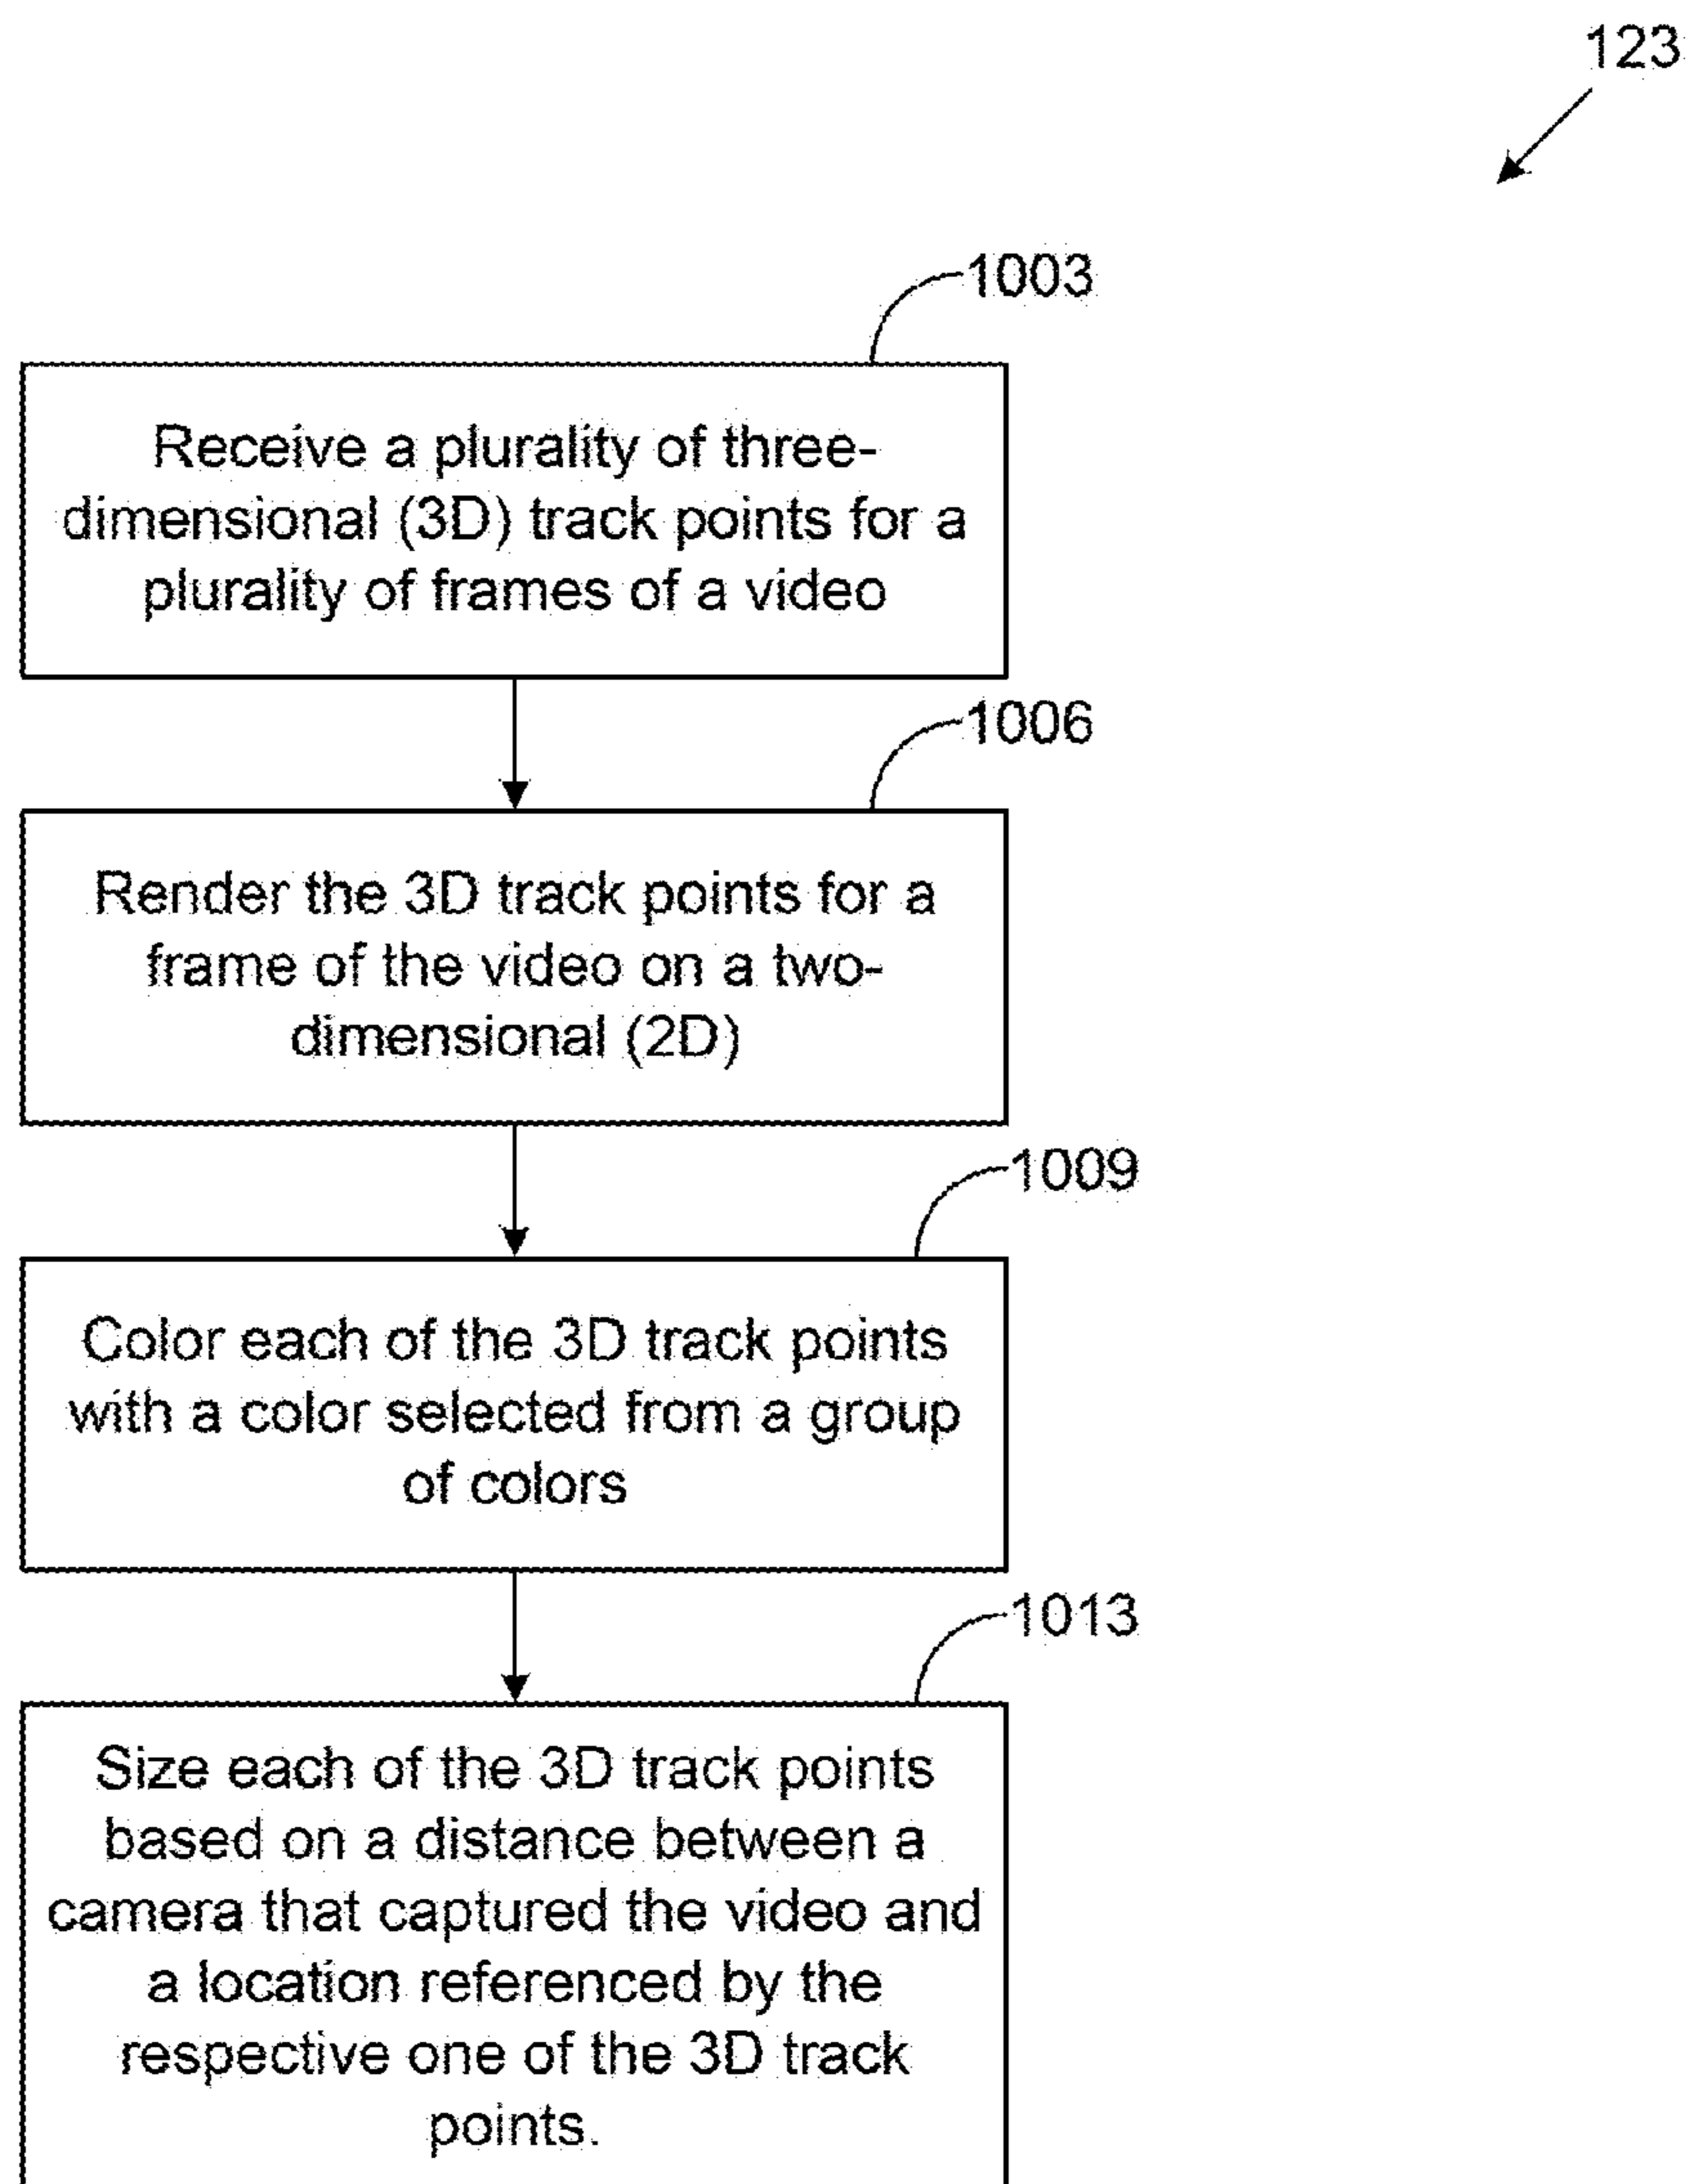 123
1003
Receive a plurality of three-
dimensional (3D) track points for a
plurality of frames of a video
1006
Render the 3D track points for a
frame of the video on a two-
dimensional (2D)
1009
Color each of the 3D track points
with a color selected from a group
of colors
1013
Size each of the 3D track points
based on a distance between a
camera that captured the video and
a location referenced by the
respective one of the 3D track
points.